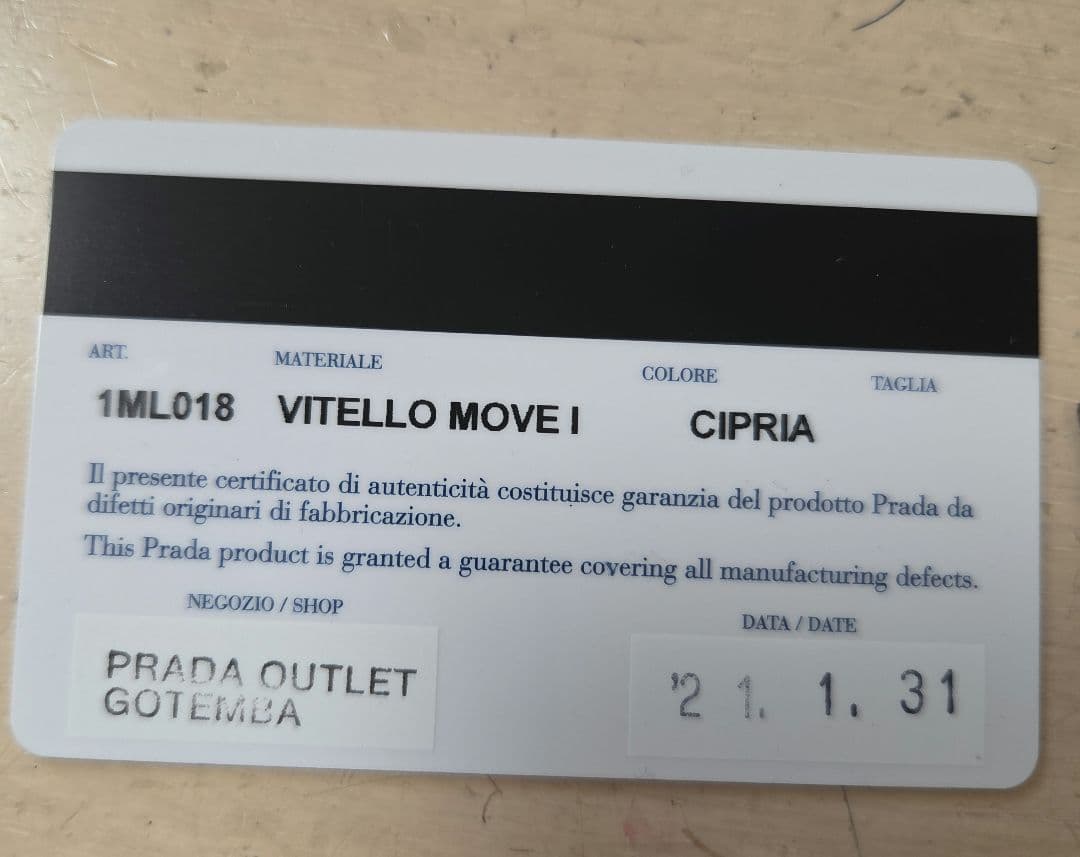 ART. MATERIALE COLORE TAGLIA
1ML018 VITELLO MOVE I CIPRIA
Il presente certificato di autenticità costituisce garanzia del prodotto Prada da
difetti originari di fabbricazione.
This Prada product is granted a guarantee covering all manufacturing defects.
NEGOZIO / SHOP
PRADA OUTLET
GOTEMBA
DATA / DATE
'21. 1. 31